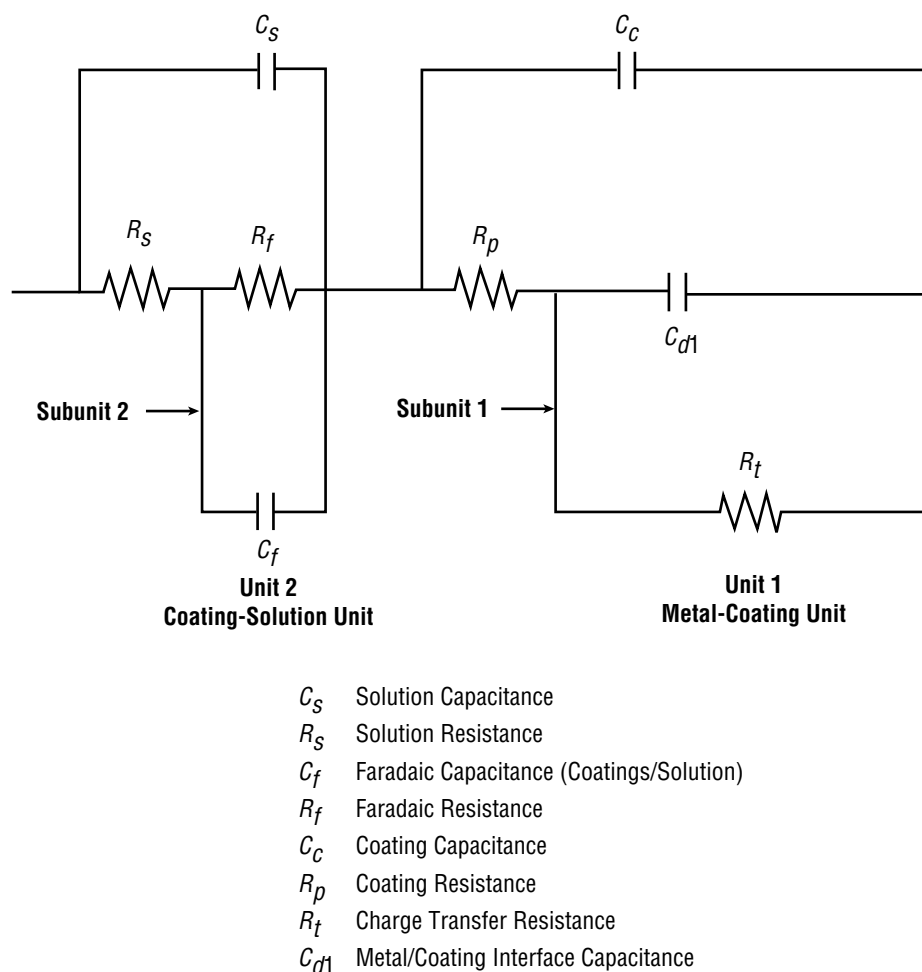 Cs
Cc
Rs
Rf
Rp
Cd1
Subunit 2
Subunit 1
Rt
Cf
Unit 2
Coating-Solution Unit
Unit 1
Metal-Coating Unit
Cs Solution Capacitance
Rs Solution Resistance
Cf Faradaic Capacitance (Coatings/Solution)
Rf Faradaic Resistance
Cc Coating Capacitance
Rp Coating Resistance
Rt Charge Transfer Resistance
Cd1 Metal/Coating Interface Capacitance